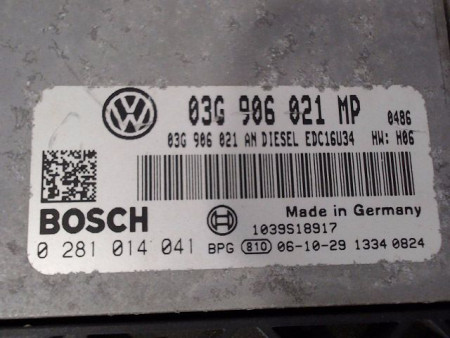 03G 906 021 MP 0486
03G 906 021 AN DIESEL EDC16U34 HW: H06
BOSCH Made in Germany
1039S18917
0 281 014 041 BPG 810 06-10-29 1334 0824